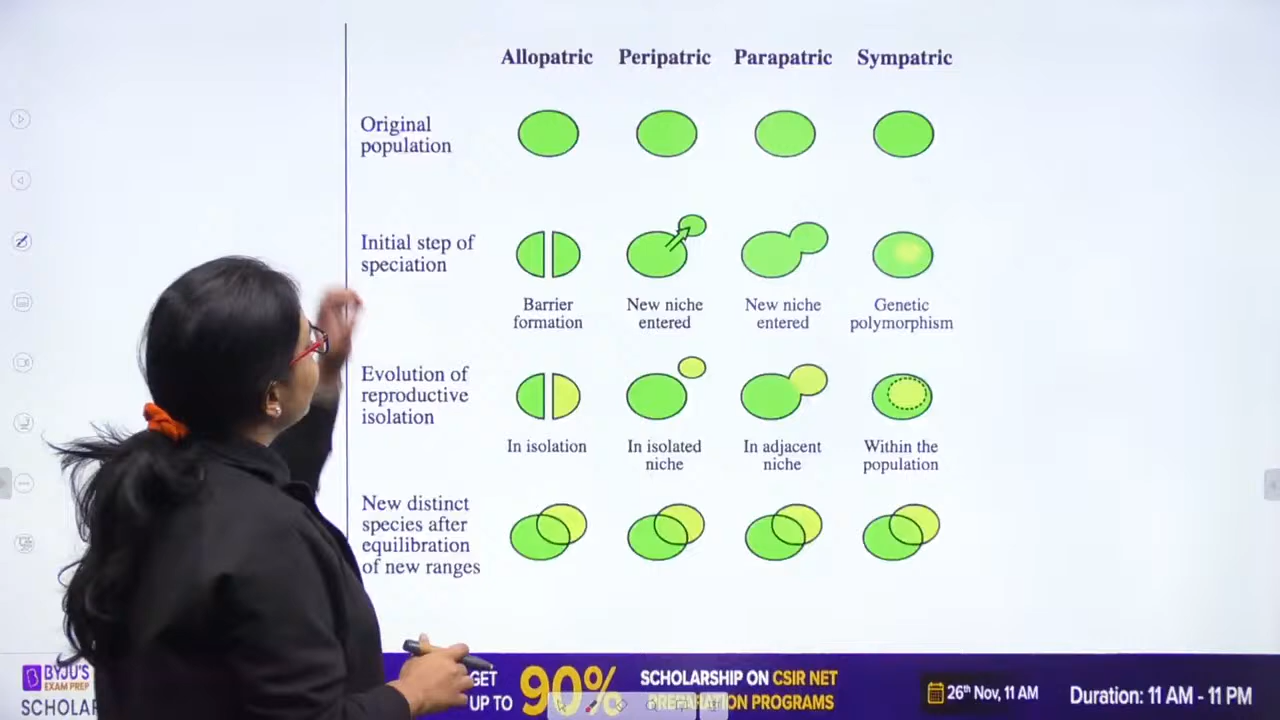 Allopatric Peripatric Parapatric Sympatric
Original
population
Initial step of
speciation
Barrier
formation
New niche
entered
New niche
entered
Genetic
polymorphism
Evolution of
reproductive
isolation
In isolation
In isolated
niche
In adjacent
niche
Within the
population
New distinct
species after
equilibration
of new ranges
BYJU'S
EXAM PREP
SCHOLAR
GET
UP TO
90%
SCHOLARSHIP ON CSIR NET
PREPARATION PROGRAMS
26th Nov, 11 AM
Duration: 11 AM - 11 PM